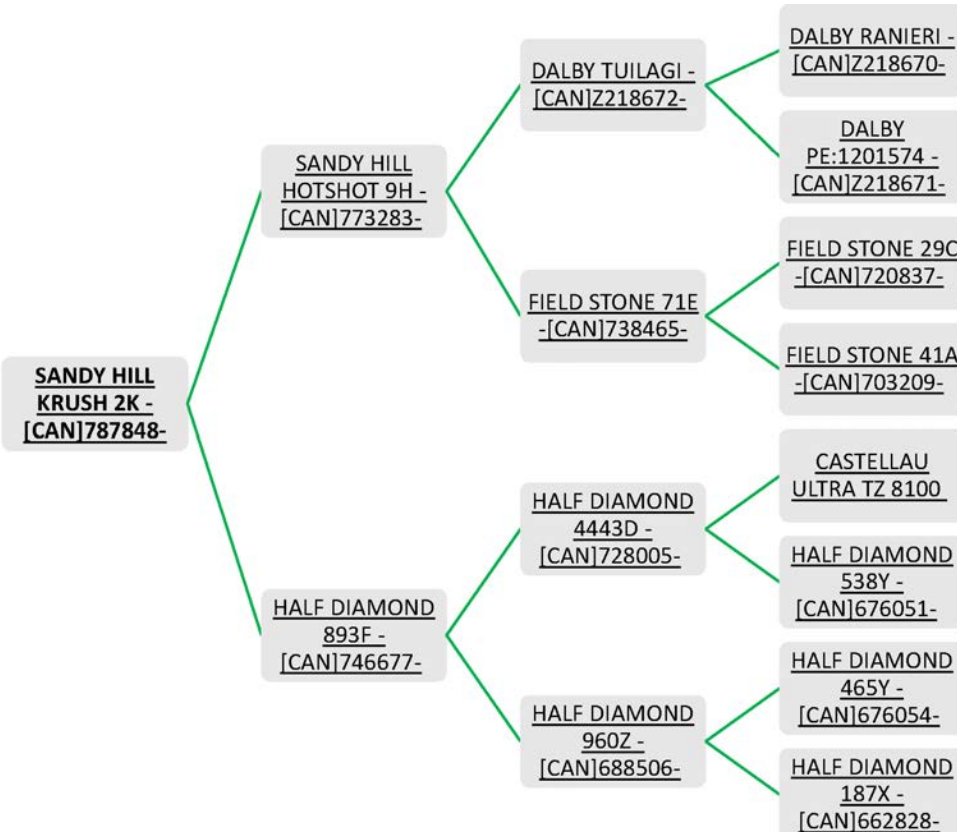 SANDY HILL
KRUSH 2K -
[CAN]787848-
SANDY HILL
HOTSHOT 9H -
[CAN]773283-
HALF DIAMOND
893F -
[CAN]746677-
DALBY TUILAGI -
[CAN]Z218672-
FIELD STONE 71E
-[CAN]738465-
HALF DIAMOND
4443D -
[CAN]728005-
HALF DIAMOND
960Z -
[CAN]688506-
DALBY RANIERI -
[CAN]Z218670-
DALBY
PE:1201574 -
[CAN]Z218671-
FIELD STONE 29C
-[CAN]720837-
FIELD STONE 41A
-[CAN]703209-
CASTELLAU
ULTRA TZ 8100
HALF DIAMOND
538Y -
[CAN]676051-
HALF DIAMOND
465Y -
[CAN]676054-
HALF DIAMOND
187X -
[CAN]662828-